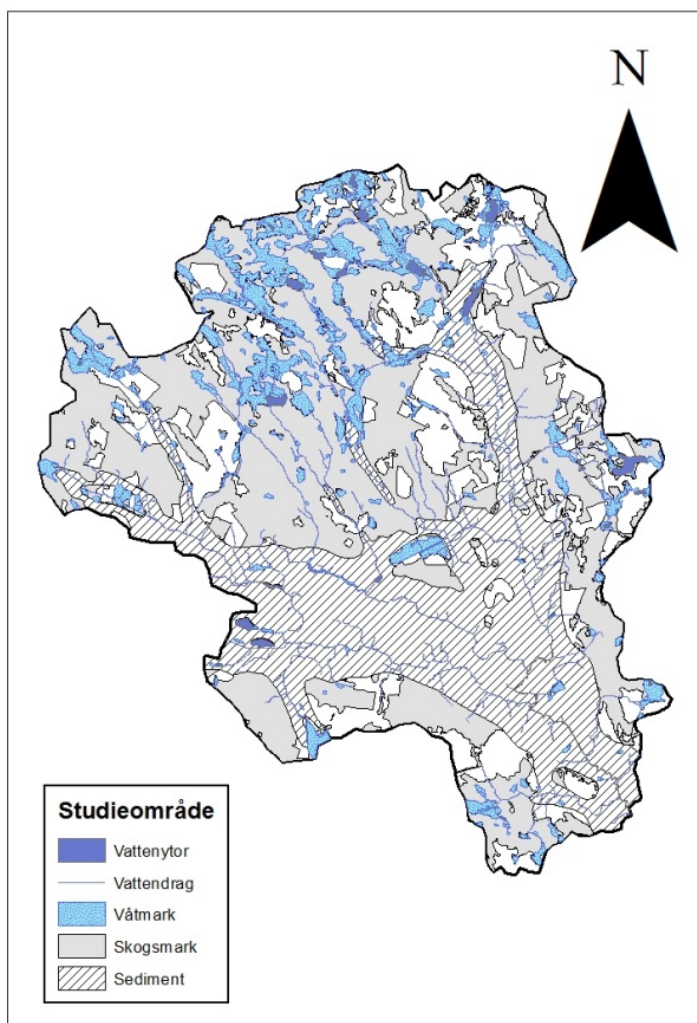 N
Studieområde
Vattenytor
Vattendrag
Våtmark
Skogsmark
Sediment